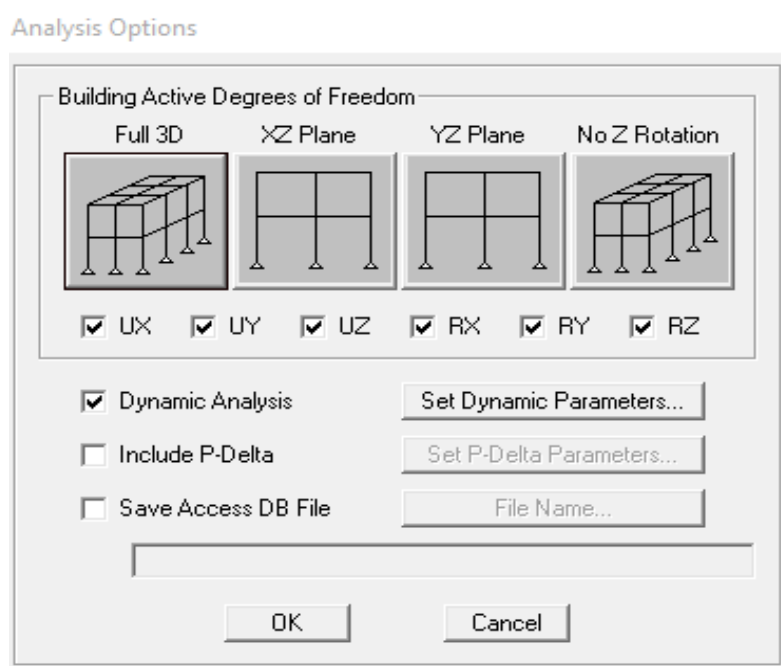 Analysis Options
Building Active Degrees of Freedom
Full 3D XZ Plane YZ Plane No Z Rotation
UX UY UZ RX RY RZ
Dynamic Analysis Set Dynamic Parameters...
Include P-Delta Set P-Delta Parameters...
Save Access DB File File Name...
OK Cancel